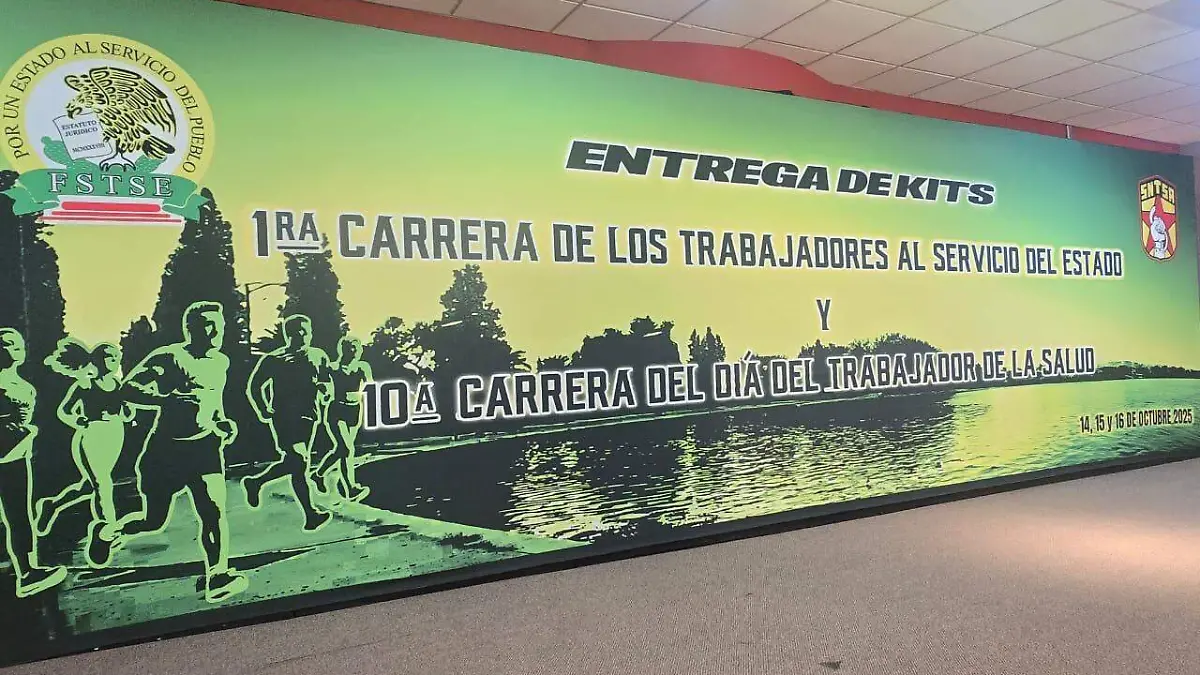 POR UN ESTADO AL SERVICIO DEL PUEBLO
ESTATUTO
JURIDICO
MCMXXXVIII
FSTSE
ENTREGA DE KITS
SNTSA
1RA CARRERA DE LOS TRABAJADORES AL SERVICIO DEL ESTADO
Y
10A CARRERA DEL DÍA DEL TRABAJADOR DE LA SALUD
14, 15 y 16 DE OCTUBRE 2025